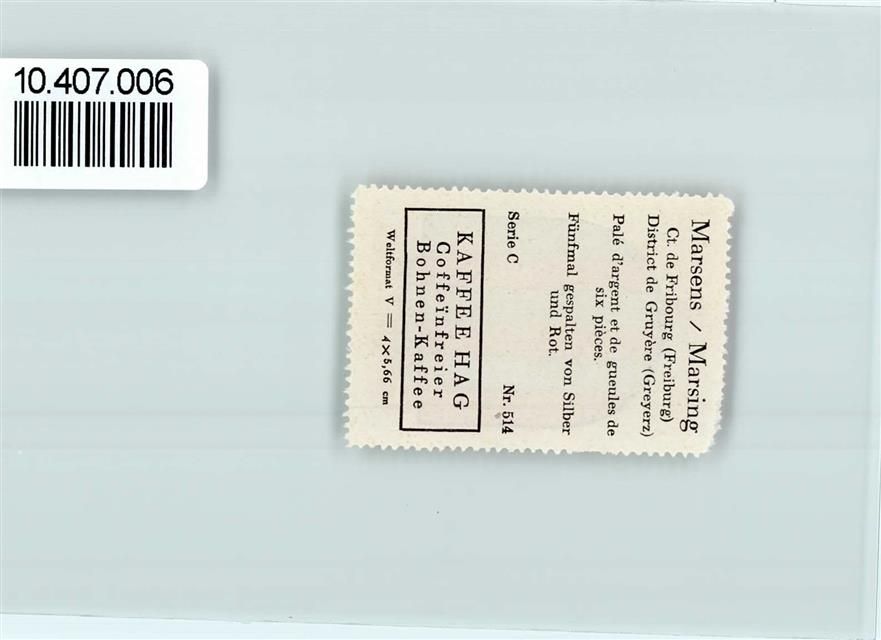 10.407.006
Marsens / Marsing
Ct. de Fribourg (Freiburg)
District de Gruyère (Greyerz)
Palé d'argent et de gueules de
six pièces.
Fünfmal gespalten von Silber
und Rot.
Serie C Nr. 514
KAFFEE HAG
Coffeïnfreier
Bohnen-Kaffee
Weltformat V = 4×5,66 cm